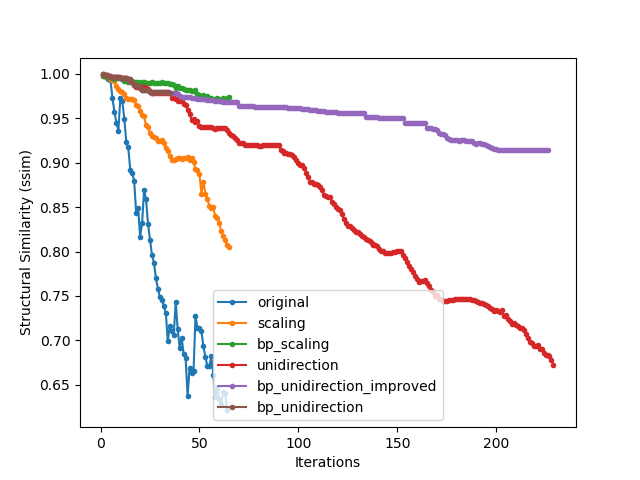 1.00
0.95
0.90
0.85
0.80
0.75
0.70
0.65
Structural Similarity (ssim)
original
scaling
bp_scaling
unidirection
bp_unidirection_improved
bp_unidirection
0
50
100
150
200
Iterations